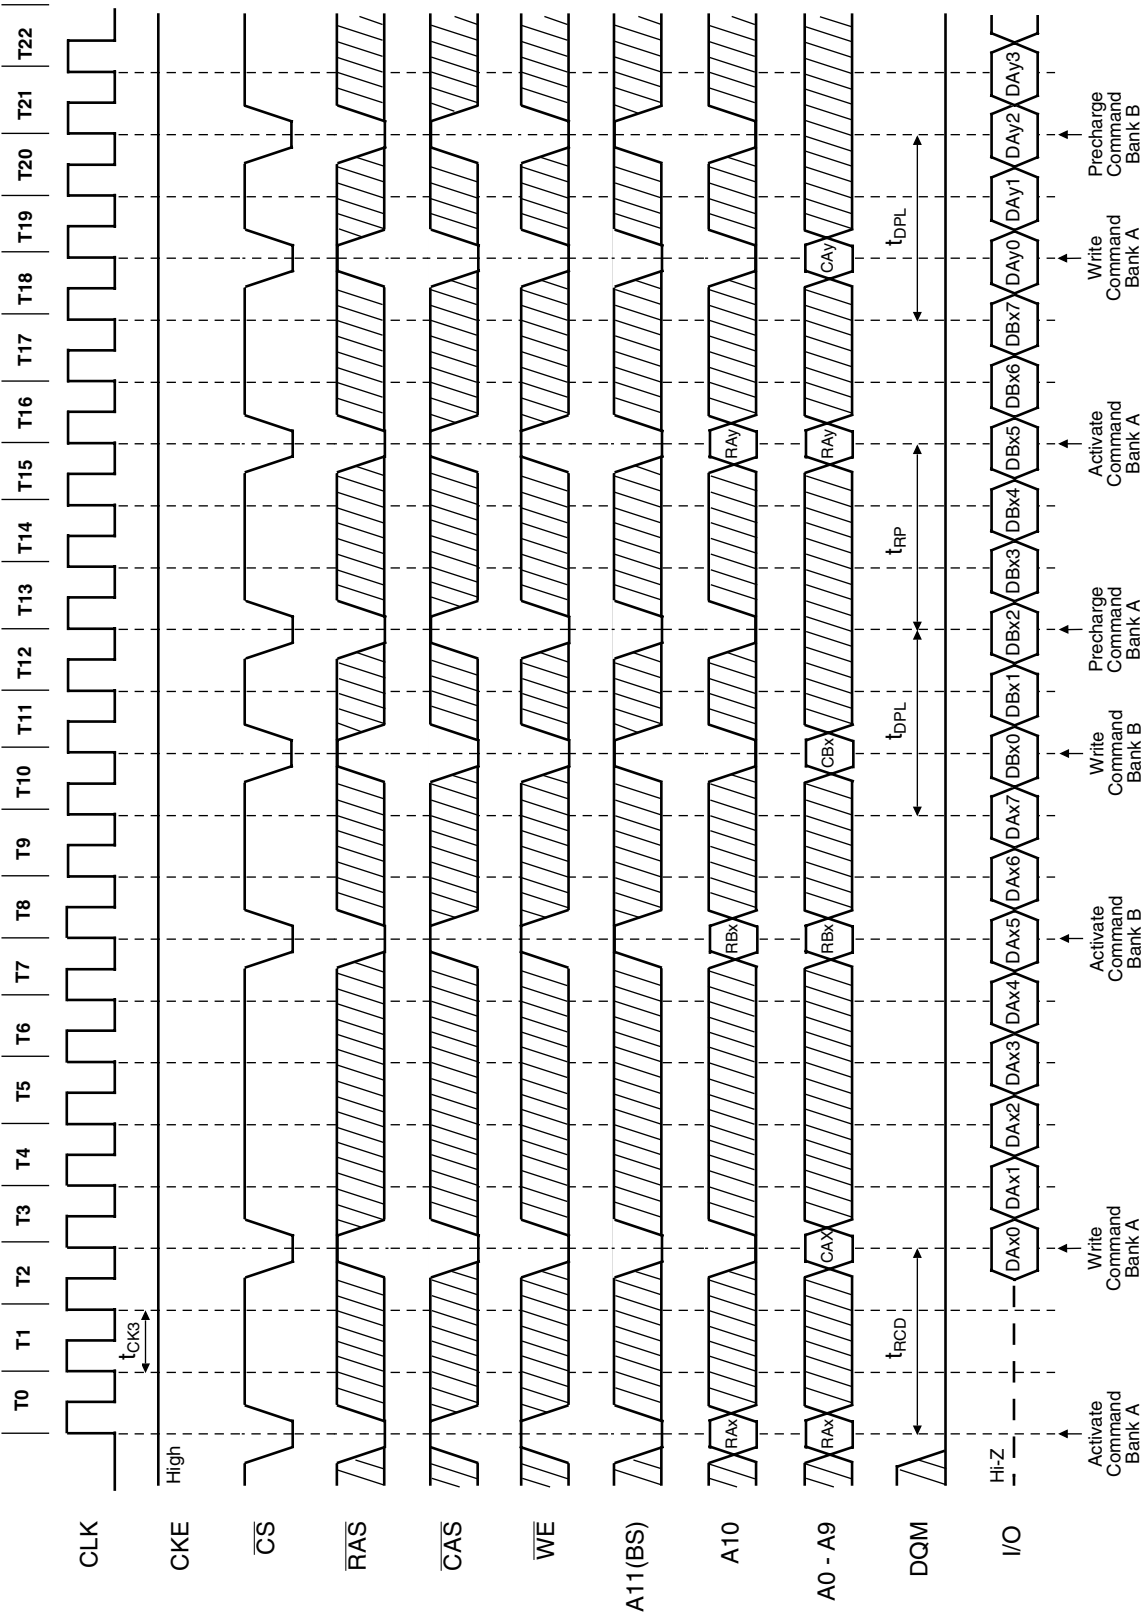 T0 T1 T2 T3 T4 T5 T6 T7 T8 T9 T10 T11 T12 T13 T14 T15 T16 T17 T18 T19 T20 T21 T22
CLK
tCK3
CKE
High
CS
RAS
CAS
WE
A11(BS)
A10
RAx RBx RAy
A0 - A9
RAx CAX RBx CBx RAy CAy
DQM
tRCD tDPL tRP tDPL
I/O
Hi-Z
DAx0 DAx1 DAx2 DAx3 DAx4 DAx5 DAx6 DAx7 DBx0 DBx1 DBx2 DBx3 DBx4 DBx5 DBx6 DBx7 DAy0 DAy1 DAy2 DAy3
Activate
Command
Bank A
Write
Command
Bank A
Activate
Command
Bank B
Write
Command
Bank B
Precharge
Command
Bank A
Activate
Command
Bank A
Write
Command
Bank A
Precharge
Command
Bank B